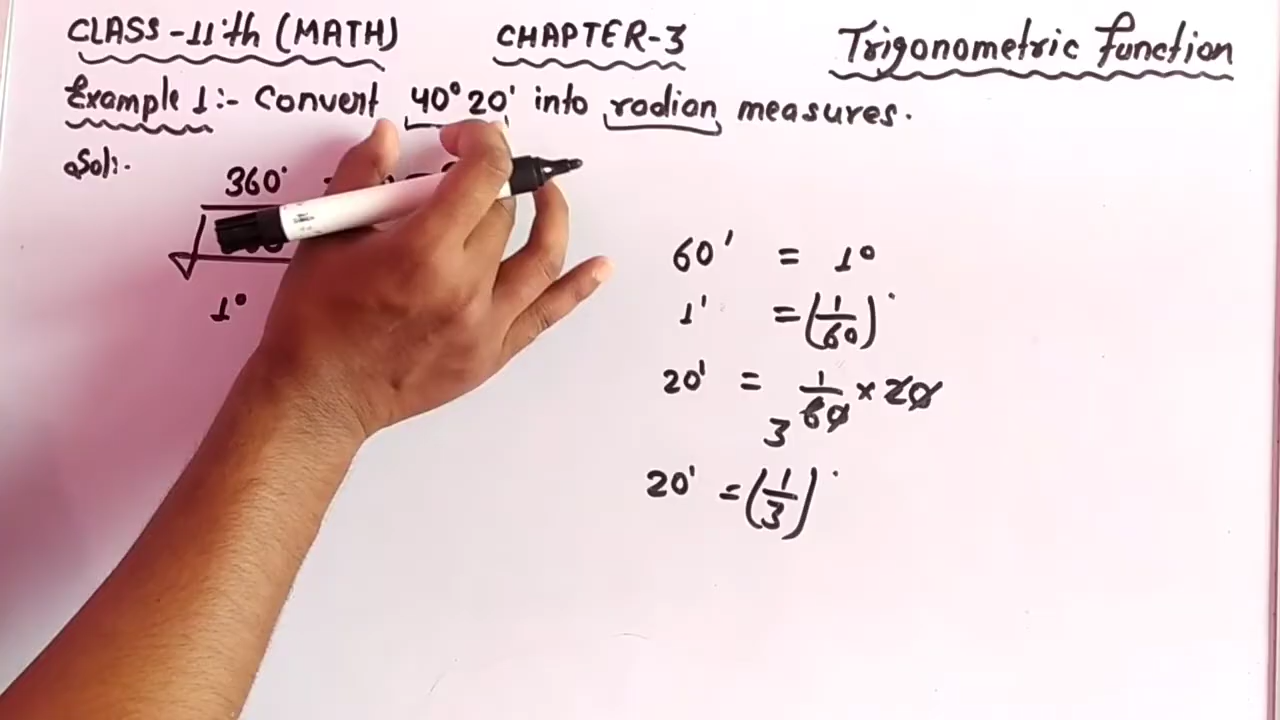 CLASS-11th (MATH) CHAPTER-3 Trigonometric Function
Example 1:- Convert 40°20' into radian measures.
Sol:-
360°
1°
60' = 1°
1' = (1/60)°
20' = 1/60 × 20
3
20' = (1/3)°